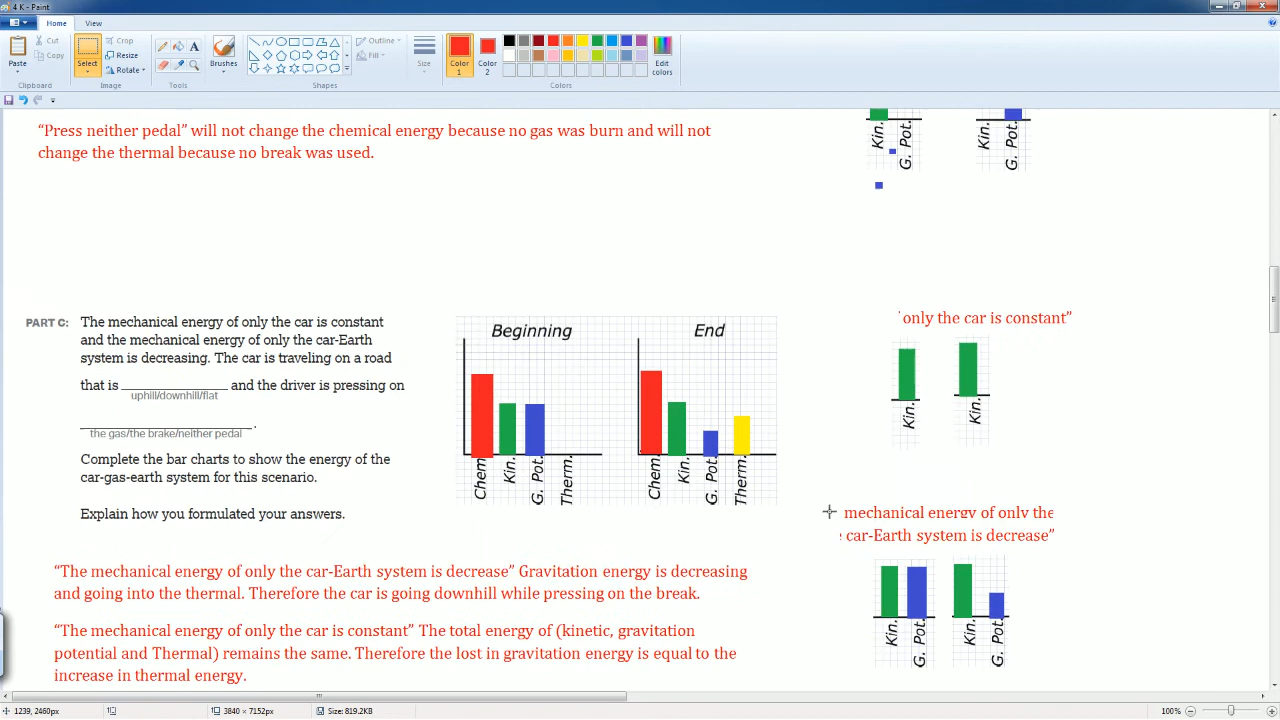 4 K - Paint
Home
View
Cut
Copy
Paste
Crop
Resize
Rotate
Select
Brushes
Outline
Fill
Size
Color 1
Color 2
Edit colors
Clipboard
Image
Tools
Shapes
Colors
“Press neither pedal” will not change the chemical energy because no gas was burn and will not
change the thermal because no break was used.
Kin.
G. Pot.
Kin.
G. Pot.
PART C: The mechanical energy of only the car is constant
and the mechanical energy of only the car-Earth
system is decreasing. The car is traveling on a road
that is ____________ and the driver is pressing on
uphill/downhill/flat
____________.
the gas/the brake/neither pedal
Complete the bar charts to show the energy of the
car-gas-earth system for this scenario.
Explain how you formulated your answers.
Beginning
Chem
Kin.
G. Pot.
Therm.
End
Chem.
Kin.
G. Pot
Therm.
only the car is constant”
Kin.
Kin.
mechanical energy of only the
car-Earth system is decrease”
Kin.
G. Pot.
Kin.
G. Pot.
“The mechanical energy of only the car-Earth system is decrease” Gravitation energy is decreasing
and going into the thermal. Therefore the car is going downhill while pressing on the break.
“The mechanical energy of only the car is constant” The total energy of (kinetic, gravitation
potential and Thermal) remains the same. Therefore the lost in gravitation energy is equal to the
increase in thermal energy.
1239, 2460px
3840 × 7152px
Size: 819.2KB
100%